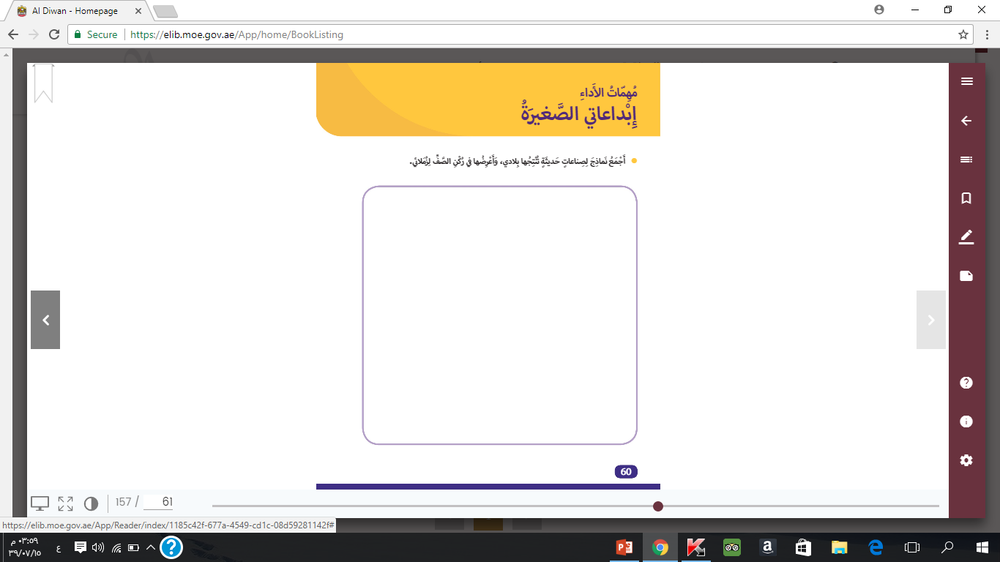 Al Diwan - Homepage
Secure
https://elib.moe.gov.ae/App/home/BookListing
مُهِمّاتُ الأَداءِ
إِبْداعاتي الصَّغيرَةُ
أَجْمَعُ نَماذِجَ لِصِناعاتٍ حَديثَةٍ تُنْتِجُها بِلادي، وَأَعْرِضُها في رُكْنِ الصَّفِّ لِزُمَلائي.
60
157 / 61
https://elib.moe.gov.ae/App/Reader/index/1185c42f-677a-4549-cd1c-08d59281142f#
٠٣:٥٩ م
ع
٣٩/٠٧/١٥